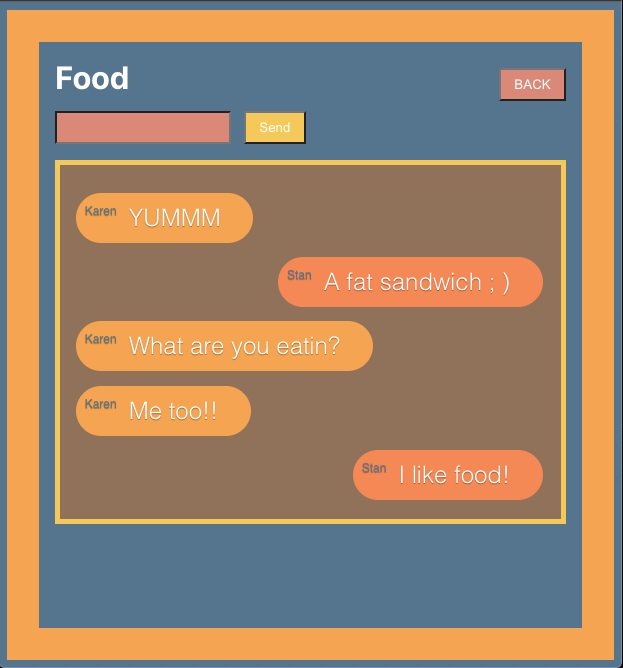 Food
BACK
Send
Karen YUMMM
Stan A fat sandwich ; )
Karen What are you eatin?
Karen Me too!!
Stan I like food!